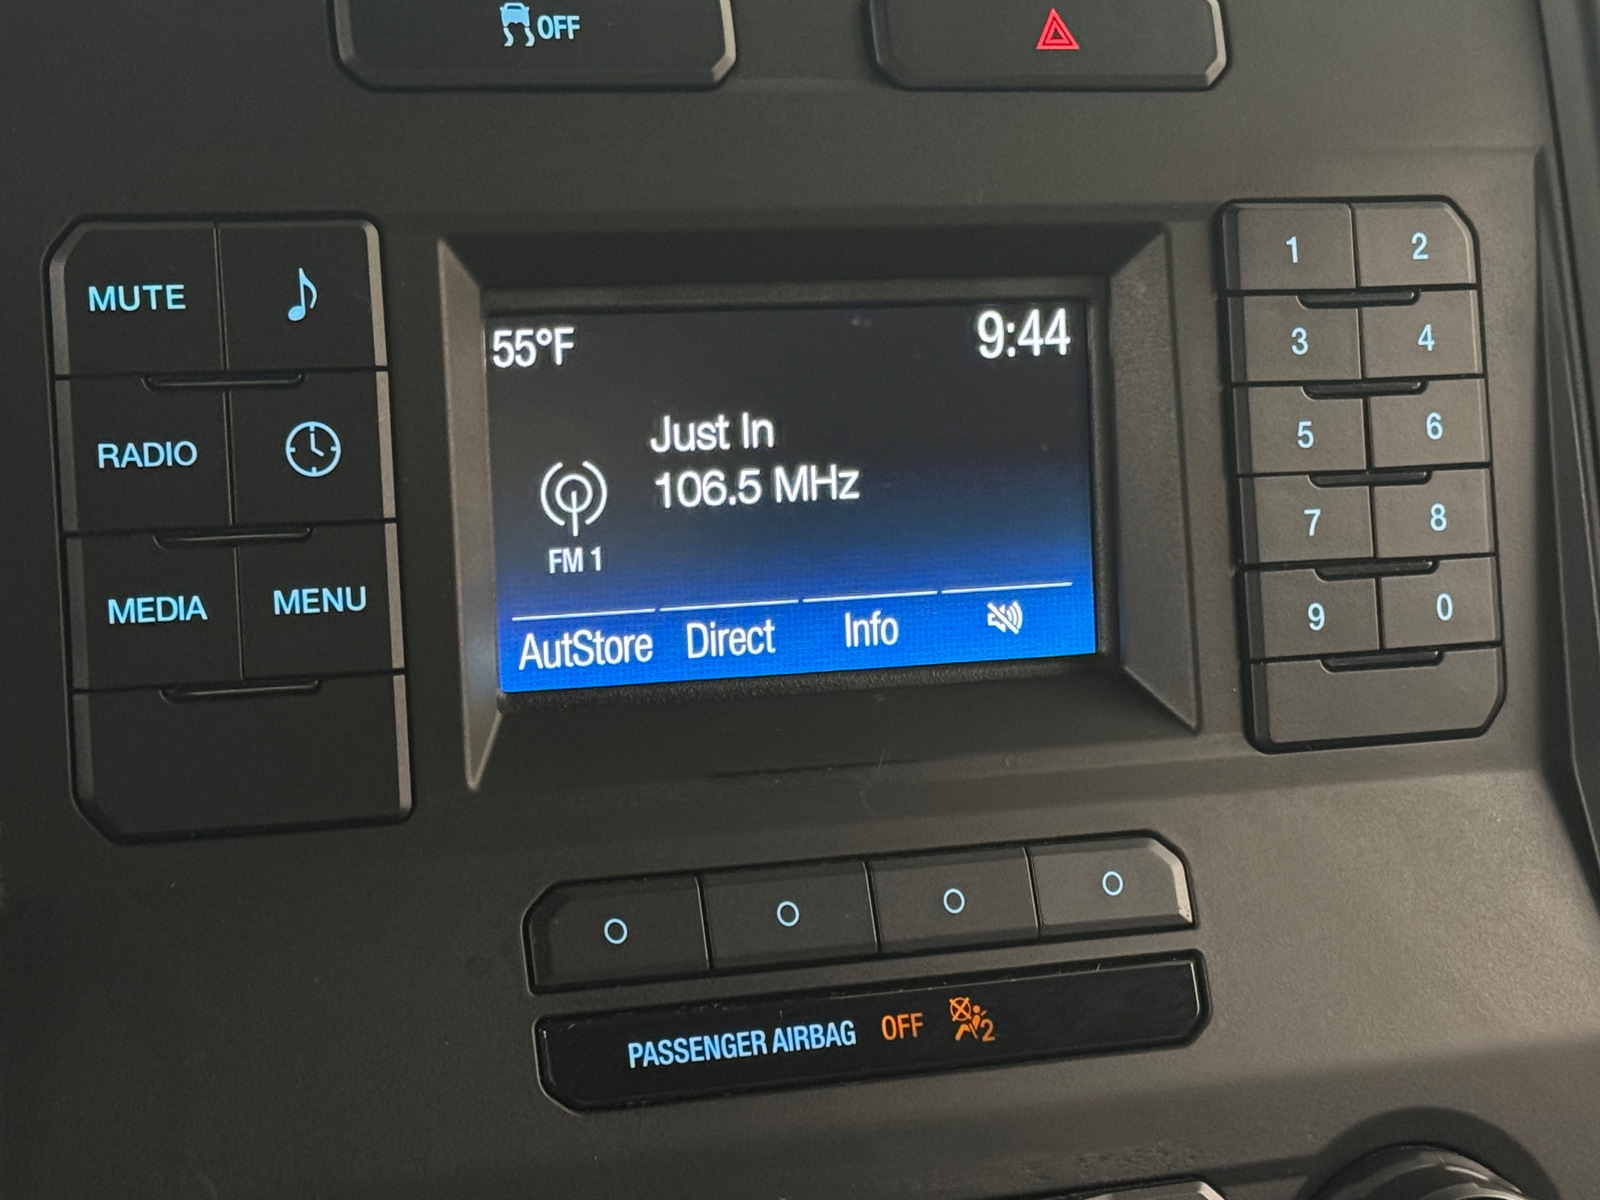 OFF
MUTE
RADIO
MEDIA MENU
55°F 9:44
Just In
106.5 MHz
FM 1
AutStore Direct Info
1 2
3 4
5 6
7 8
9 0
PASSENGER AIRBAG OFF 2